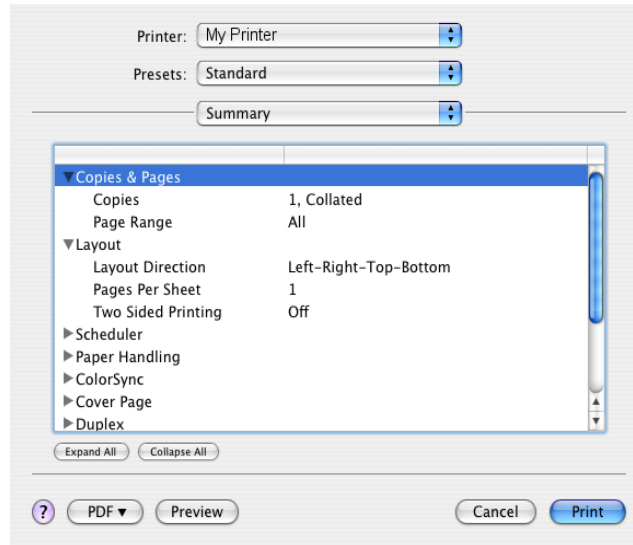 Printer: My Printer
Presets: Standard
Summary
▼Copies & Pages
Copies 1, Collated
Page Range All
▼Layout
Layout Direction Left-Right-Top-Bottom
Pages Per Sheet 1
Two Sided Printing Off
▶Scheduler
▶Paper Handling
▶ColorSync
▶Cover Page
▶Duplex
Expand All Collapse All
? PDF▼ Preview Cancel Print